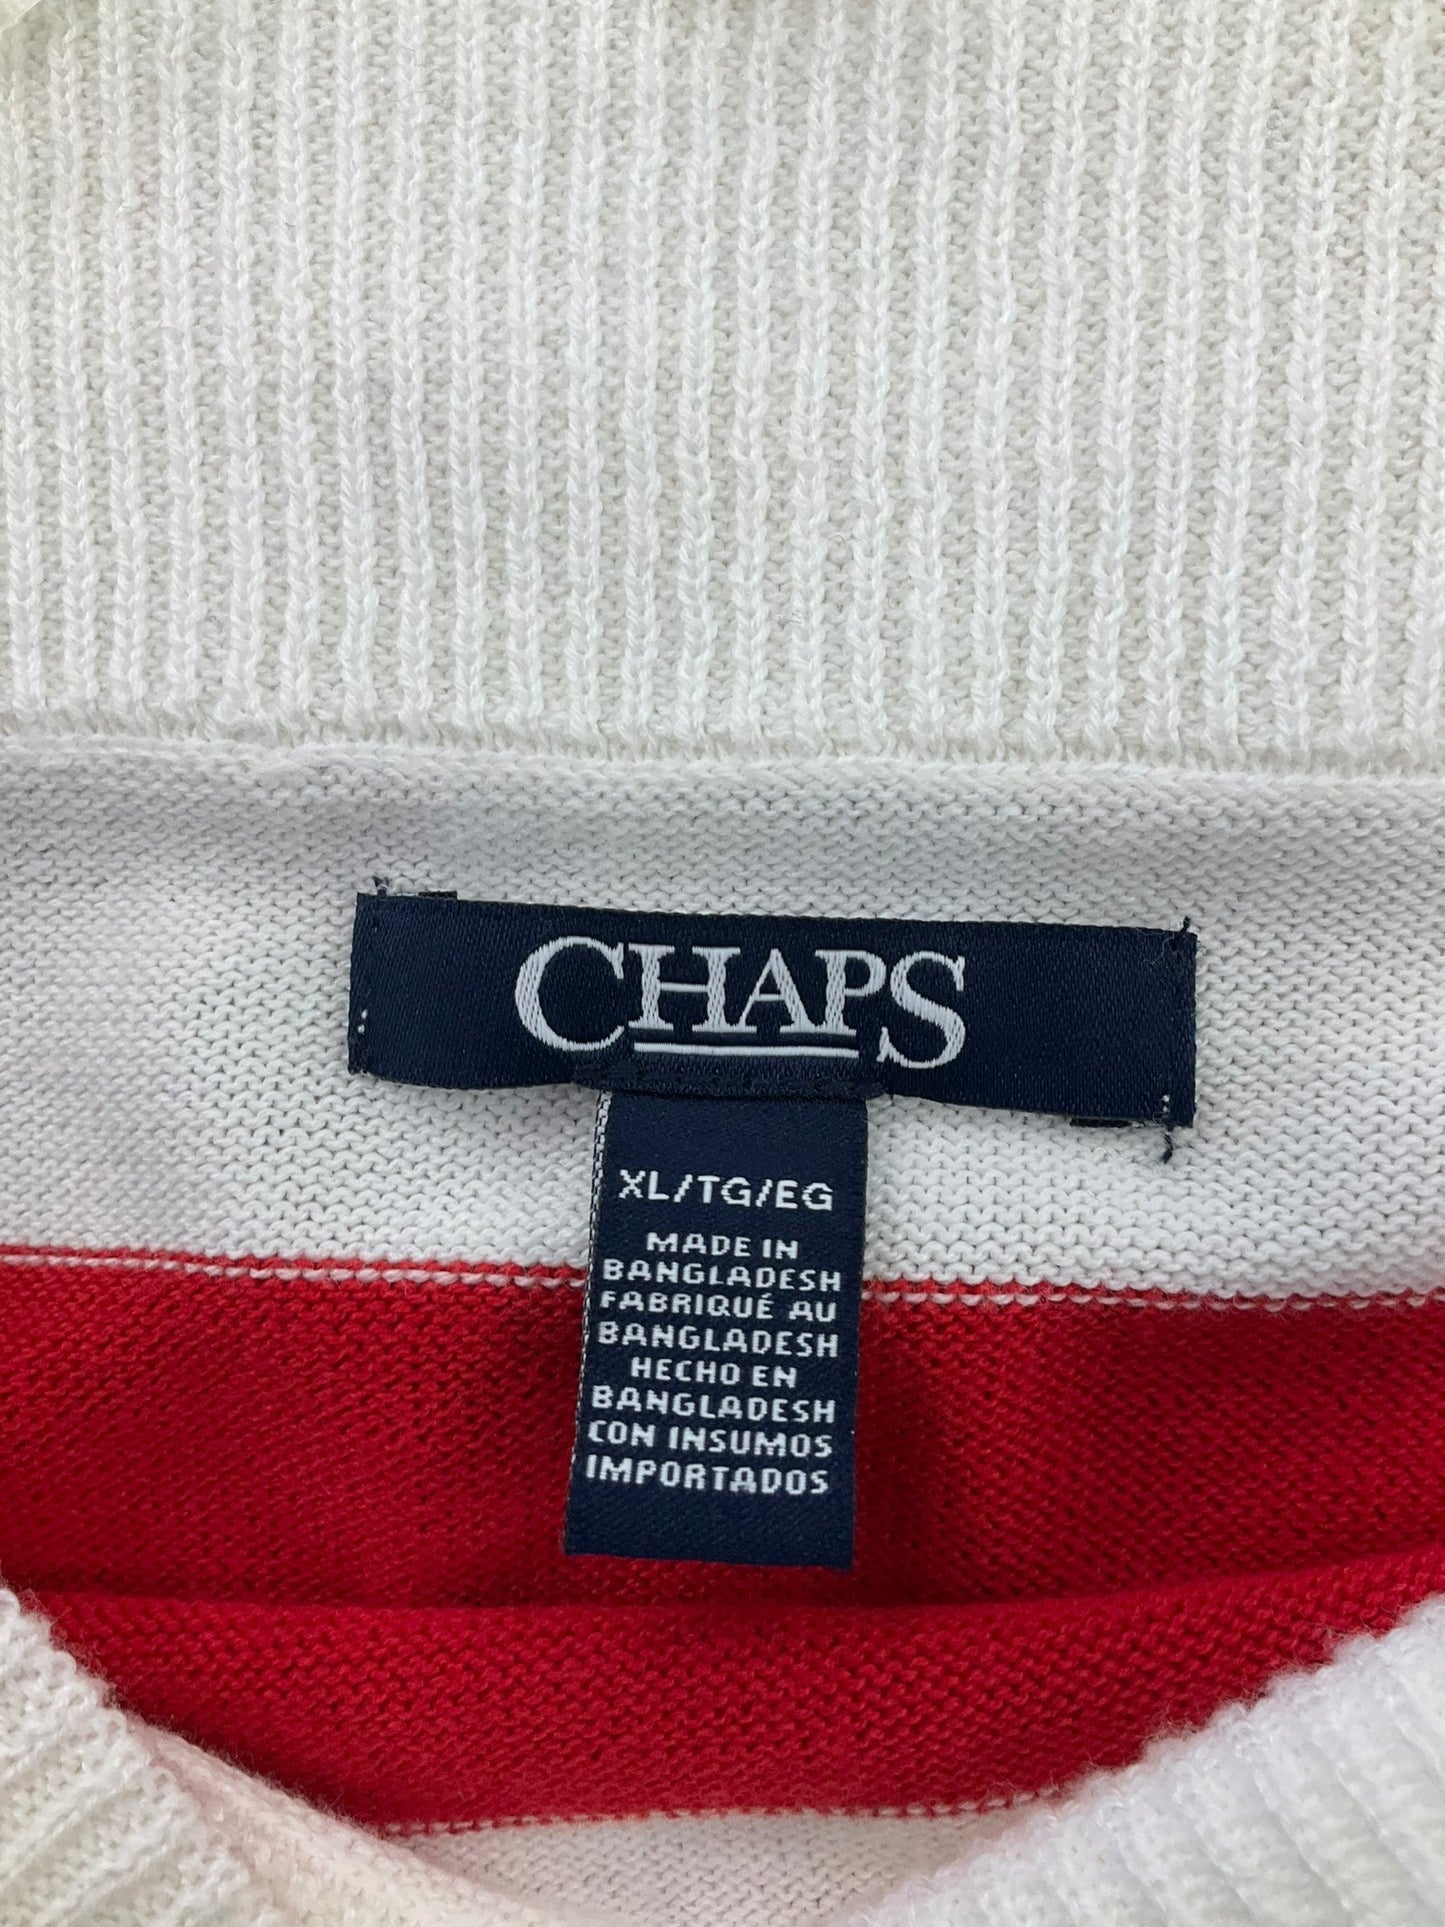 CHAPS
XL/TG/EG
MADE IN
BANGLADESH
FABRIQUÉ AU
BANGLADESH
HECHO EN
BANGLADESH
CON INSUMOS
IMPORTADOS